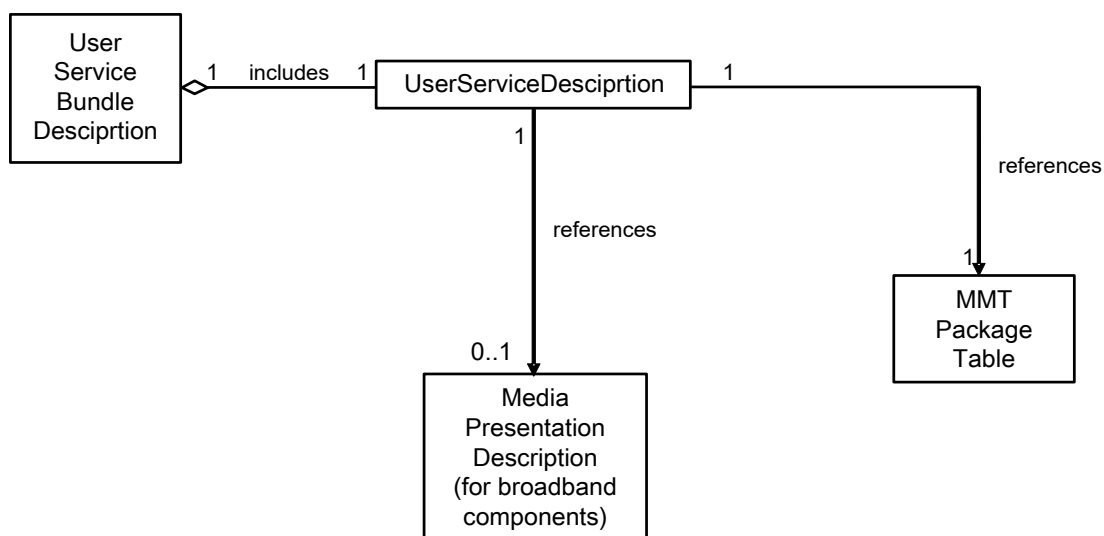 User
Service
Bundle
Desciprtion
1 includes 1
UserServiceDesciprtion
1
1
references
references
1
0..1
MMT
Package
Table
Media
Presentation
Description
(for broadband
components)